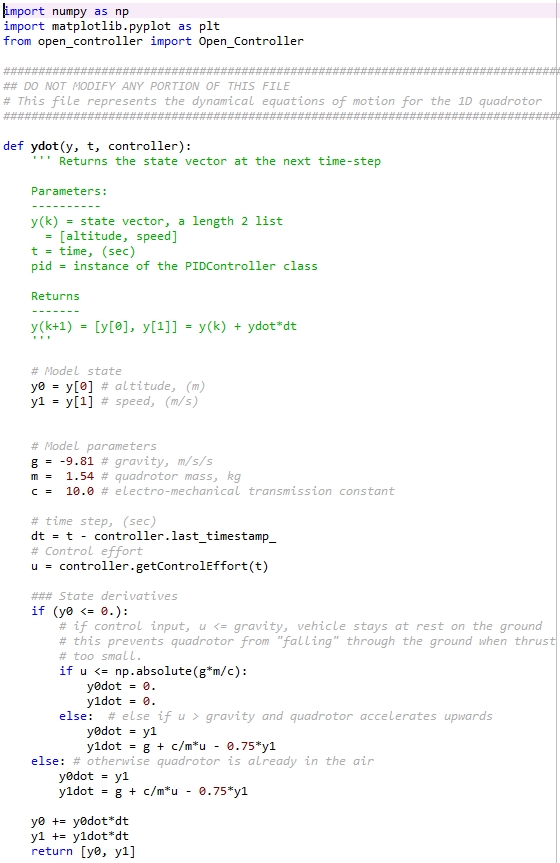 import numpy as np
import matplotlib.pyplot as plt
from open_controller import Open_Controller
################################################################################
## DO NOT MODIFY ANY PORTION OF THIS FILE
# This file represents the dynamical equations of motion for the 1D quadrotor
################################################################################
def ydot(y, t, controller):
    ''' Returns the state vector at the next time-step
    Parameters:
    ----------
    y(k) = state vector, a length 2 list
      = [altitude, speed]
    t = time, (sec)
    pid = instance of the PIDController class
    Returns
    -------
    y(k+1) = [y[0], y[1]] = y(k) + ydot*dt
    '''
    # Model state
    y0 = y[0] # altitude, (m)
    y1 = y[1] # speed, (m/s)
    # Model parameters
    g = -9.81 # gravity, m/s/s
    m =  1.54 # quadrotor mass, kg
    c =  10.0 # electro-mechanical transmission constant
    # time step, (sec)
    dt = t - controller.last_timestamp_
    # Control effort
    u = controller.getControlEffort(t)
    ### State derivatives
    if (y0 <= 0.):
        # if control input, u <= gravity, vehicle stays at rest on the ground
        # this prevents quadrotor from "falling" through the ground when thrust
        # too small.
        if u <= np.absolute(g*m/c):
            y0dot = 0.
            y1dot = 0.
        else:  # else if u > gravity and quadrotor accelerates upwards
            y0dot = y1
            y1dot = g + c/m*u - 0.75*y1
    else: # otherwise quadrotor is already in the air
        y0dot = y1
        y1dot = g + c/m*u - 0.75*y1
    y0 += y0dot*dt
    y1 += y1dot*dt
    return [y0, y1]